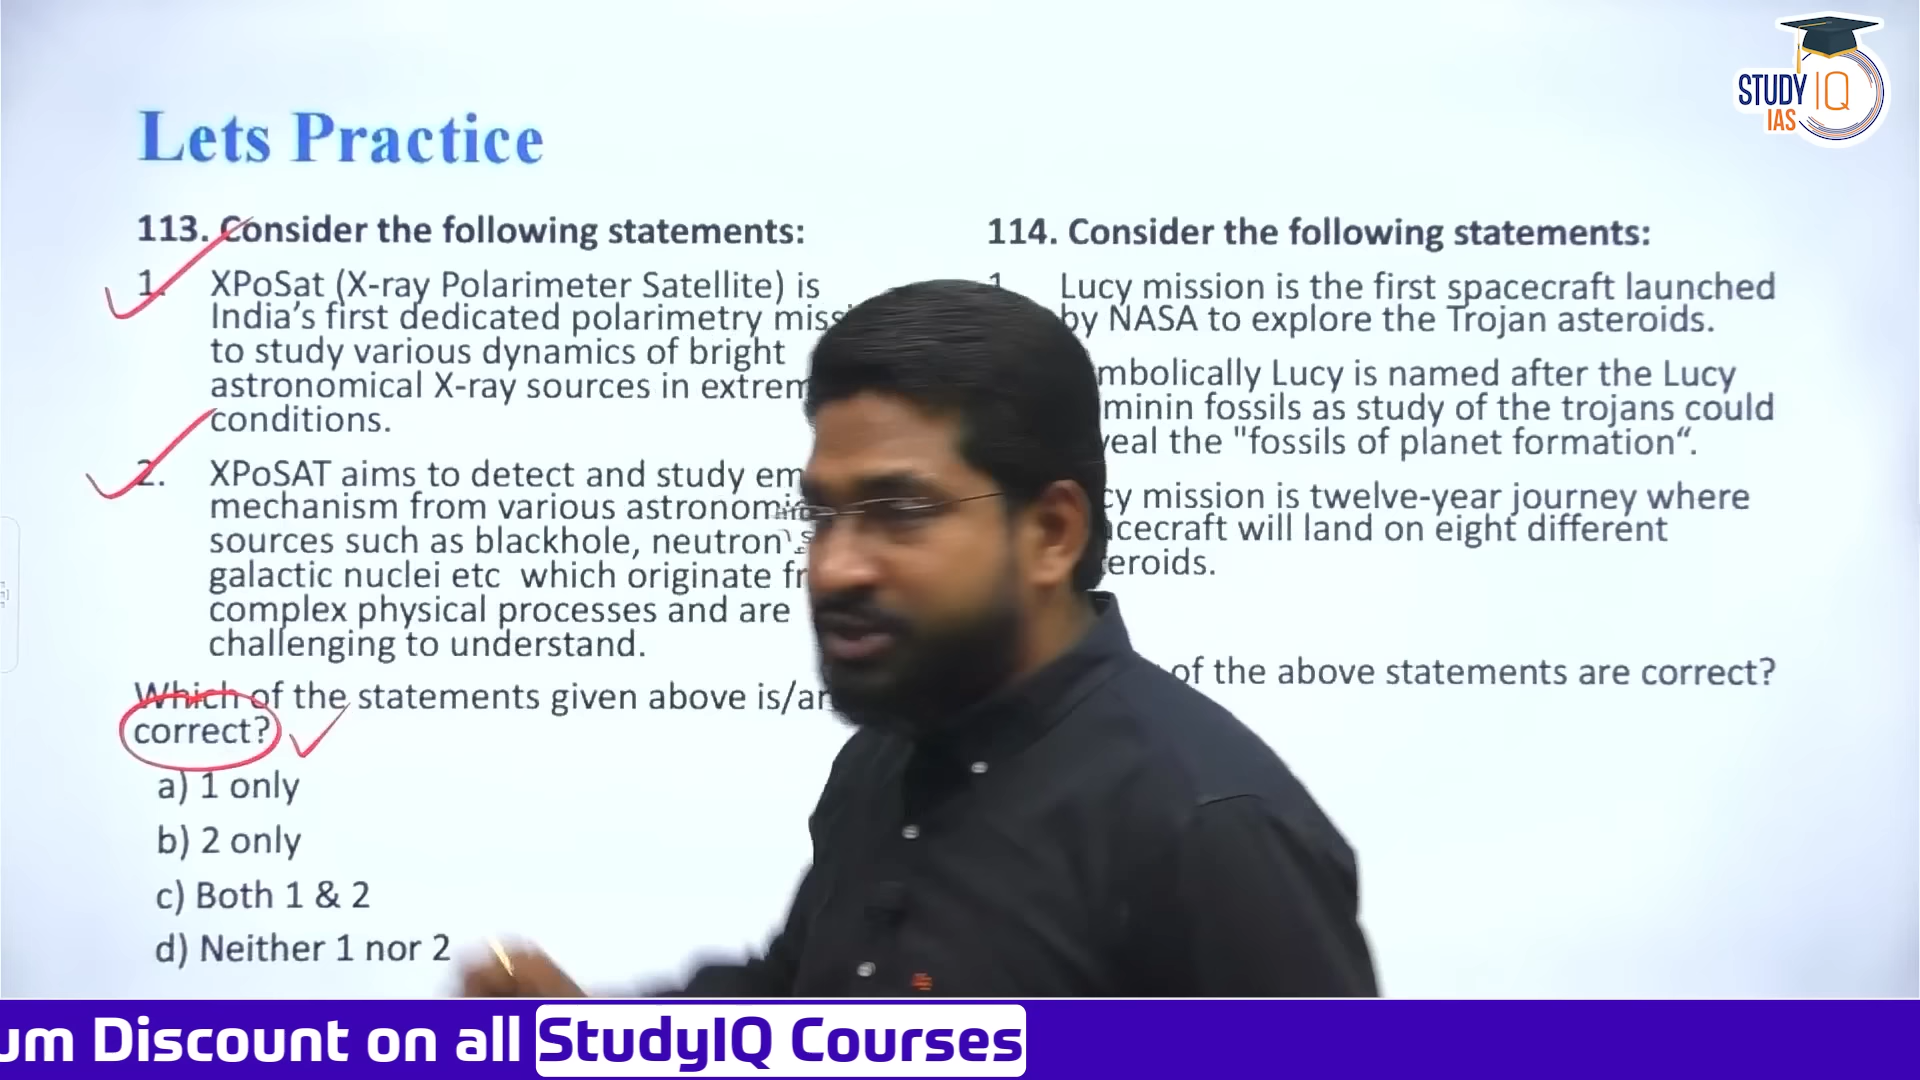 STUDY IQ
IAS
Lets Practice
113. Consider the following statements:
1. XPoSat (X-ray Polarimeter Satellite) is
India's first dedicated polarimetry
to study various dynamics of bright
astronomical X-ray sources in
conditions.
2. XPoSAT aims to detect and study
mechanism from various
sources such as blackhole, neutron
galactic nuclei etc which originate
complex physical processes and are
challenging to understand.
Which of the statements given above
correct?
a) 1 only
b) 2 only
c) Both 1 & 2
d) Neither 1 nor 2
114. Consider the following statements:
1. Lucy mission is the first spacecraft launched
by NASA to explore the Trojan asteroids.
Lucy is named after the Lucy
fossils as study of the trojans could
the "fossils of planet formation“.
mission is twelve-year journey where
will land on eight different
of the above statements are correct?
Discount on all StudyIQ Courses